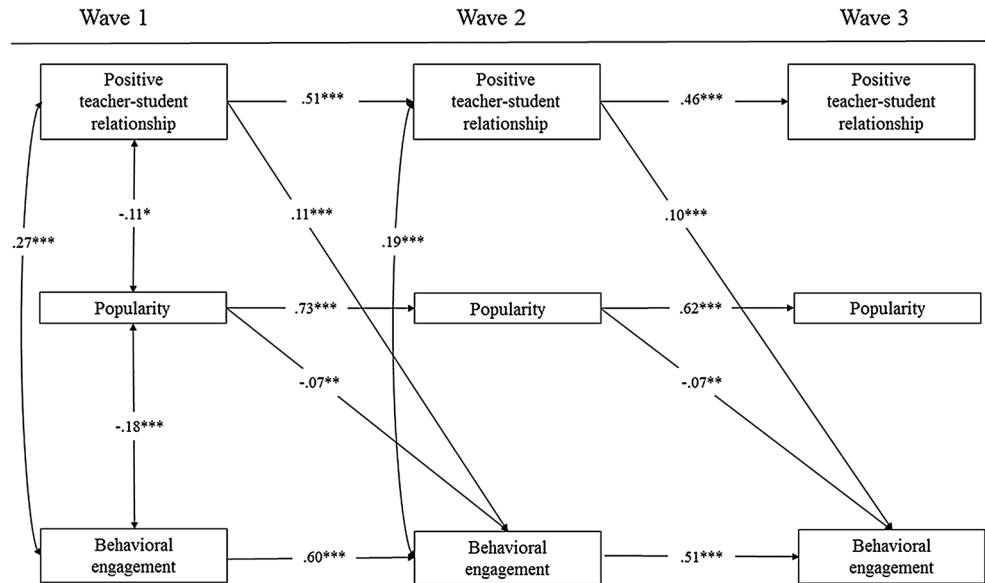 Wave 1
Wave 2
Wave 3
Positive
teacher-student
relationship
.51***
Positive
teacher-student
relationship
.46***
Positive
teacher-student
relationship
-.11*
.11***
.10***
.27***
.19***
Popularity
.73***
Popularity
.62***
Popularity
-.07**
-.07**
-.18***
Behavioral
engagement
.60***
Behavioral
engagement
.51***
Behavioral
engagement